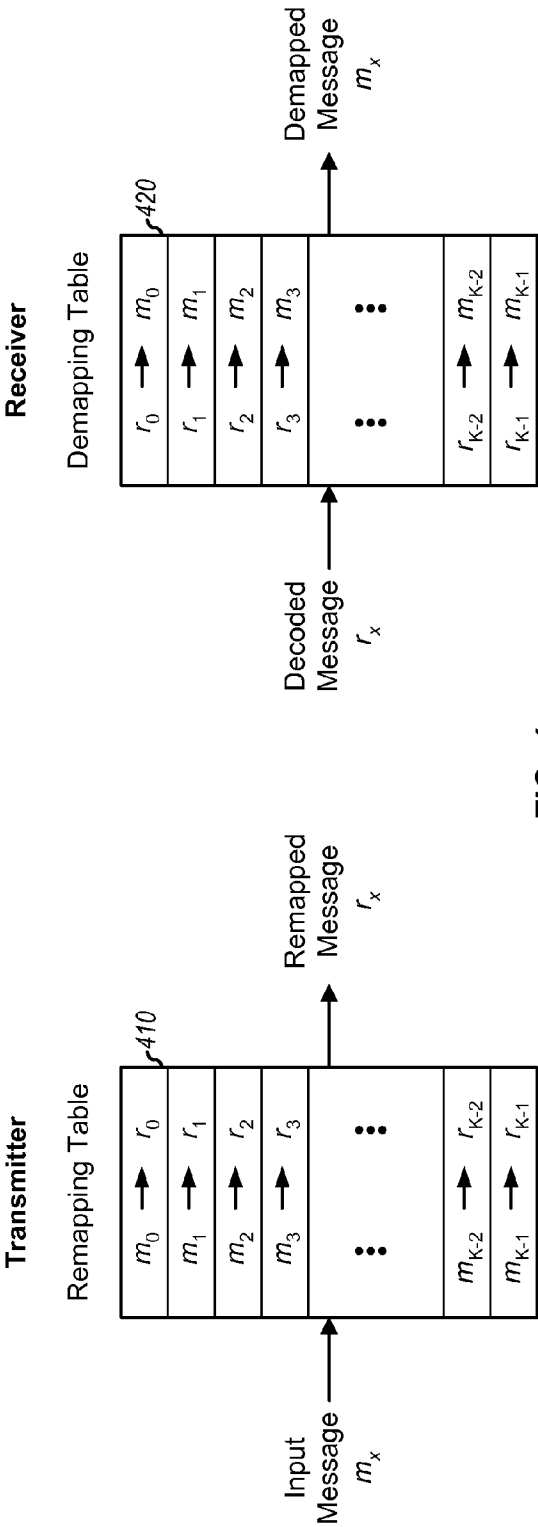 Transmitter
Remapping Table
410
m0 → r0
m1 → r1
m2 → r2
m3 → r3
••• •••
mK-2 → rK-2
mK-1 → rK-1
Input
Message
mx
Remapped
Message
rx
Receiver
Demapping Table
420
r0 → m0
r1 → m1
r2 → m2
r3 → m3
••• •••
rK-2 → mK-2
rK-1 → mK-1
Decoded
Message
rx
Demapped
Message
mx